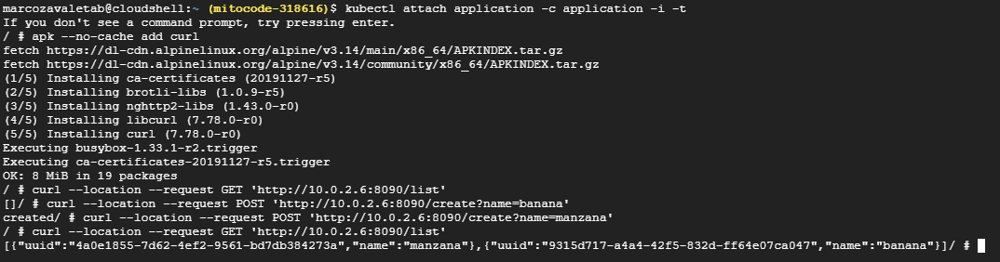 marcozavaletab@cloudshell:~ (mitocode-318616)$ kubectl attach application -c application -i -t
If you don't see a command prompt, try pressing enter.
/ # apk --no-cache add curl
fetch https://dl-cdn.alpinelinux.org/alpine/v3.14/main/x86_64/APKINDEX.tar.gz
fetch https://dl-cdn.alpinelinux.org/alpine/v3.14/community/x86_64/APKINDEX.tar.gz
(1/5) Installing ca-certificates (20191127-r5)
(2/5) Installing brotli-libs (1.0.9-r5)
(3/5) Installing nghttp2-libs (1.43.0-r0)
(4/5) Installing libcurl (7.78.0-r0)
(5/5) Installing curl (7.78.0-r0)
Executing busybox-1.33.1-r2.trigger
Executing ca-certificates-20191127-r5.trigger
OK: 8 MiB in 19 packages
/ # curl --location --request GET 'http://10.0.2.6:8090/list'
[]/ # curl --location --request POST 'http://10.0.2.6:8090/create?name=banana'
created/ # curl --location --request POST 'http://10.0.2.6:8090/create?name=manzana'
/ # curl --location --request GET 'http://10.0.2.6:8090/list'
[{"uuid":"4a0e1855-7d62-4ef2-9561-bd7db384273a","name":"manzana"},{"uuid":"9315d717-a4a4-42f5-832d-ff64e07ca047","name":"banana"}]/ #